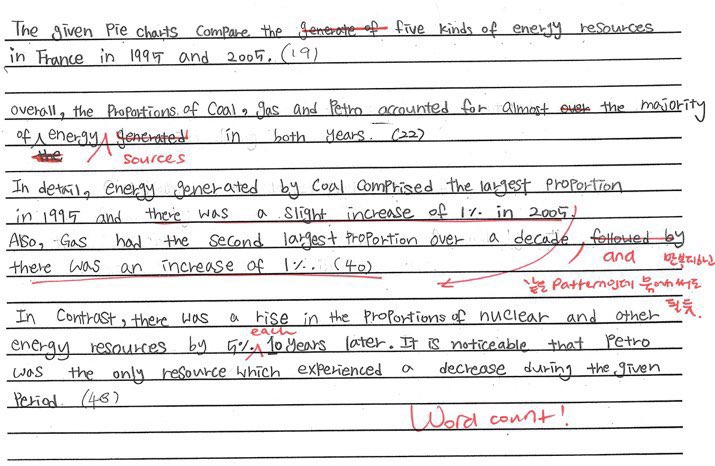 The given Pie charts compare the generate of five kinds of energy resources
in France in 1995 and 2005. (19)
overall, the proportions of Coal, gas and Petro accounted for almost over the majority
of ∧ energy ∧ generated in both years. (22)
the sources
In detail, energy generated by Coal comprised the largest proportion
in 1995 and there was a slight increase of 1% in 2005.
Also, Gas had the second largest proportion over a decade, followed by
and
there was an increase of 1%. (40)
만 부터하고
늘 Pattern인데 묶어서 써도
될 듯.
In Contrast, there was a rise in the proportions of nuclear and other
each
energy resources by 5% ∧ 10 years later. It is noticeable that Petro
was the only resource which experienced a decrease during the given
Period. (48)
Word count!